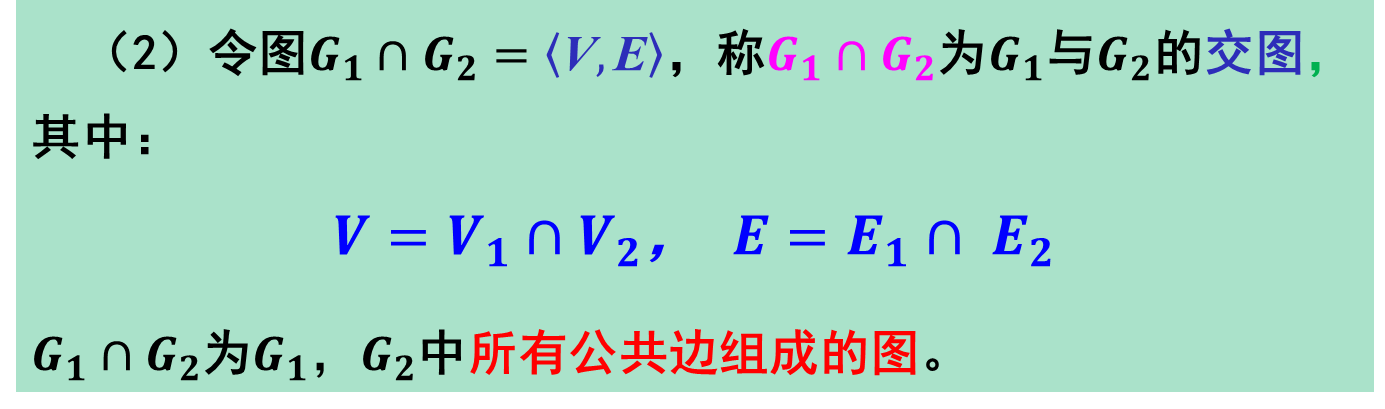 （2）令图G₁ ∩ G₂ = ⟨V, E⟩，称G₁ ∩ G₂为G₁与G₂的交图，
其中：
V = V₁ ∩ V₂， E = E₁ ∩ E₂
G₁ ∩ G₂为G₁，G₂中所有公共边组成的图。